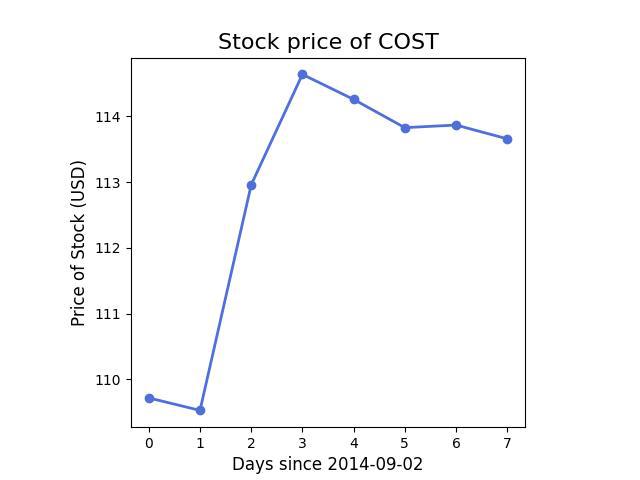 Stock price of COST
Price of Stock (USD)
114
113
112
111
110
0 1 2 3 4 5 6 7
Days since 2014-09-02